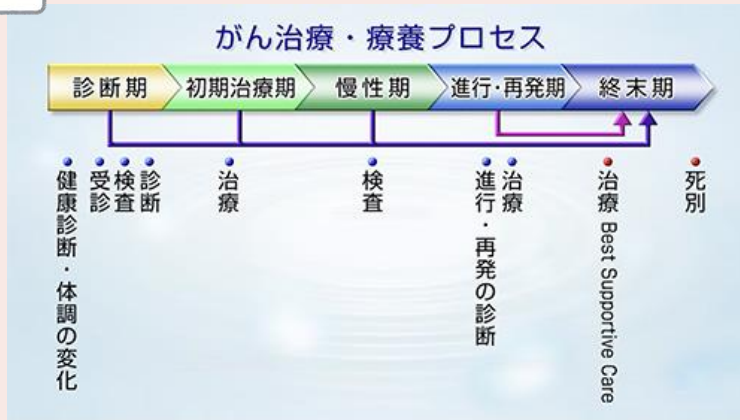 がん治療・療養プロセス
診断期
初期治療期
慢性期
進行・再発期
終末期
健康診断・体調の変化
受診
検査
診断
治療
検査
進行・再発の診断
治療
治療 Best Supportive Care
死別